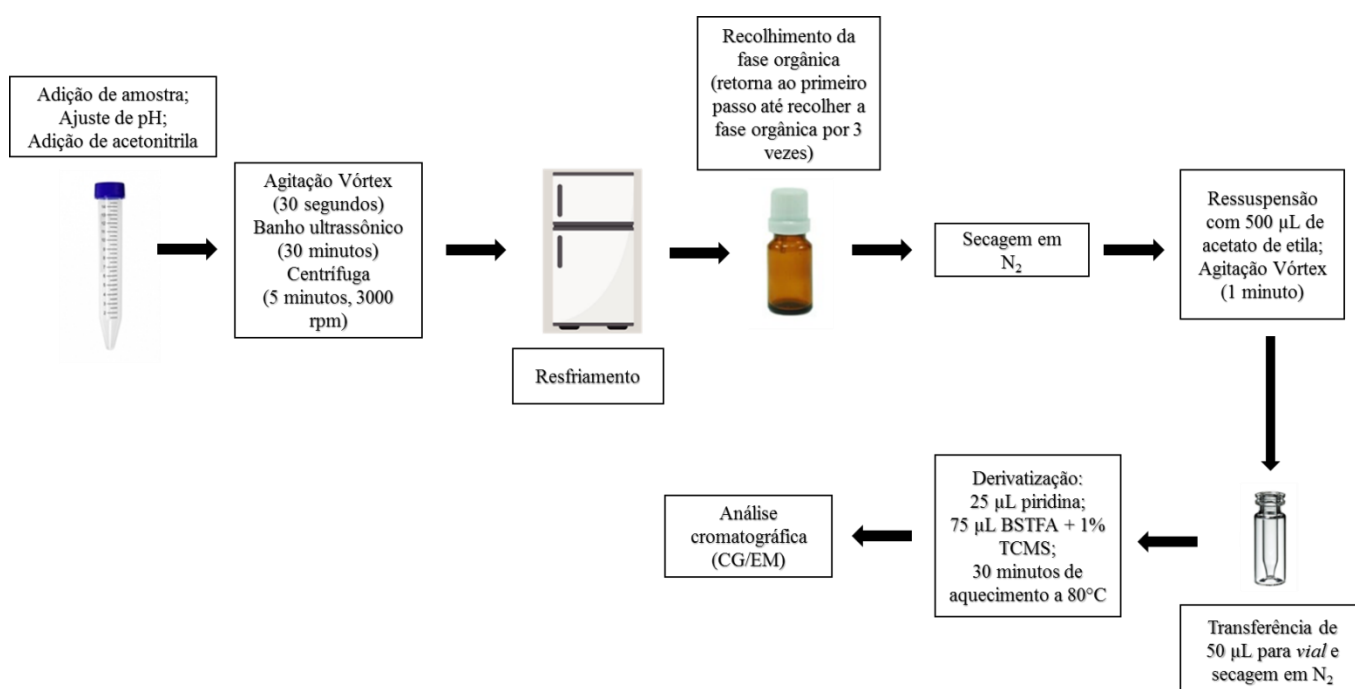 Adição de amostra;
Ajuste de pH;
Adição de acetonitrila
Agitação Vórtex
(30 segundos)
Banho ultrassônico
(30 minutos)
Centrífuga
(5 minutos, 3000
rpm)
Resfriamento
Recolhimento da
fase orgânica
(retorna ao primeiro
passo até recolher a
fase orgânica por 3
vezes)
Secagem em
N₂
Ressuspensão
com 500 µL de
acetato de etila;
Agitação Vórtex
(1 minuto)
Transferência de
50 µL para vial e
secagem em N₂
Derivatização:
25 µL piridina;
75 µL BSTFA + 1%
TCMS;
30 minutos de
aquecimento a 80°C
Análise
cromatográfica
(CG/EM)